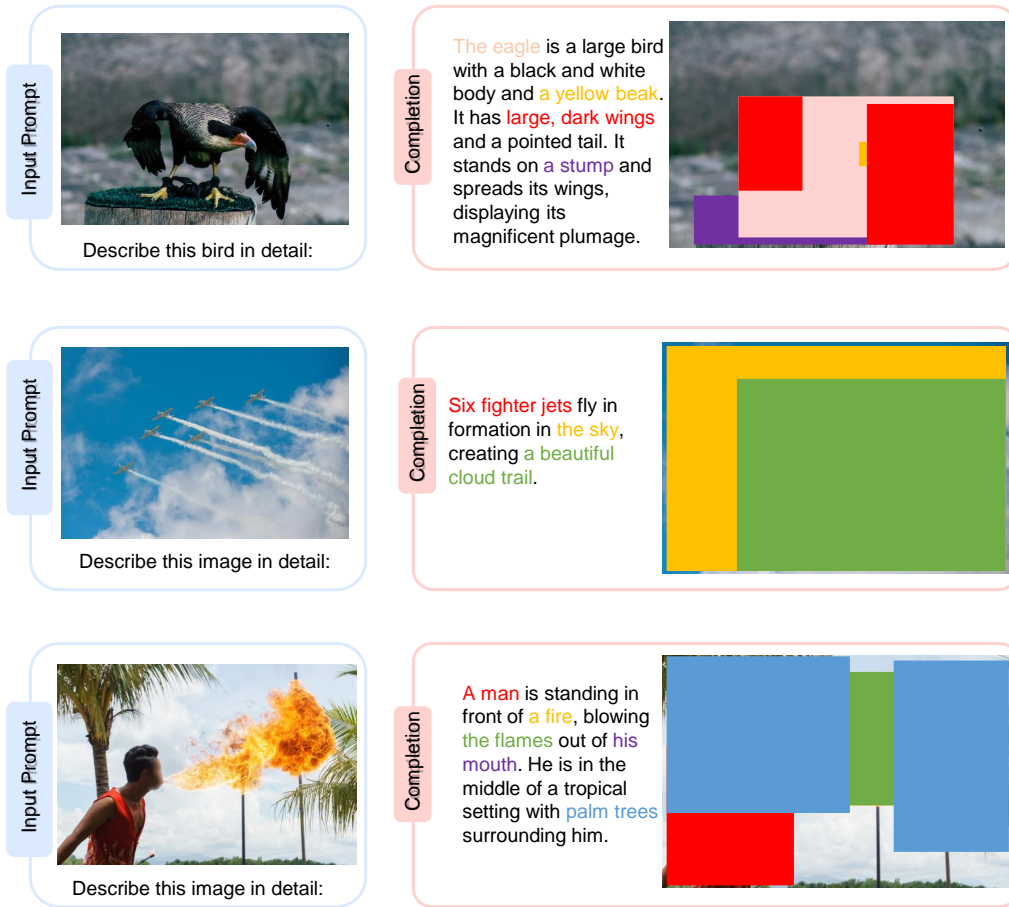 Input Prompt
Describe this bird in detail:
Completion
The eagle is a large bird
with a black and white
body and a yellow beak.
It has large, dark wings
and a pointed tail. It
stands on a stump and
spreads its wings,
displaying its
magnificent plumage.
Input Prompt
Describe this image in detail:
Completion
Six fighter jets fly in
formation in the sky,
creating a beautiful
cloud trail.
Input Prompt
Describe this image in detail:
Completion
A man is standing in
front of a fire, blowing
the flames out of his
mouth. He is in the
middle of a tropical
setting with palm trees
surrounding him.